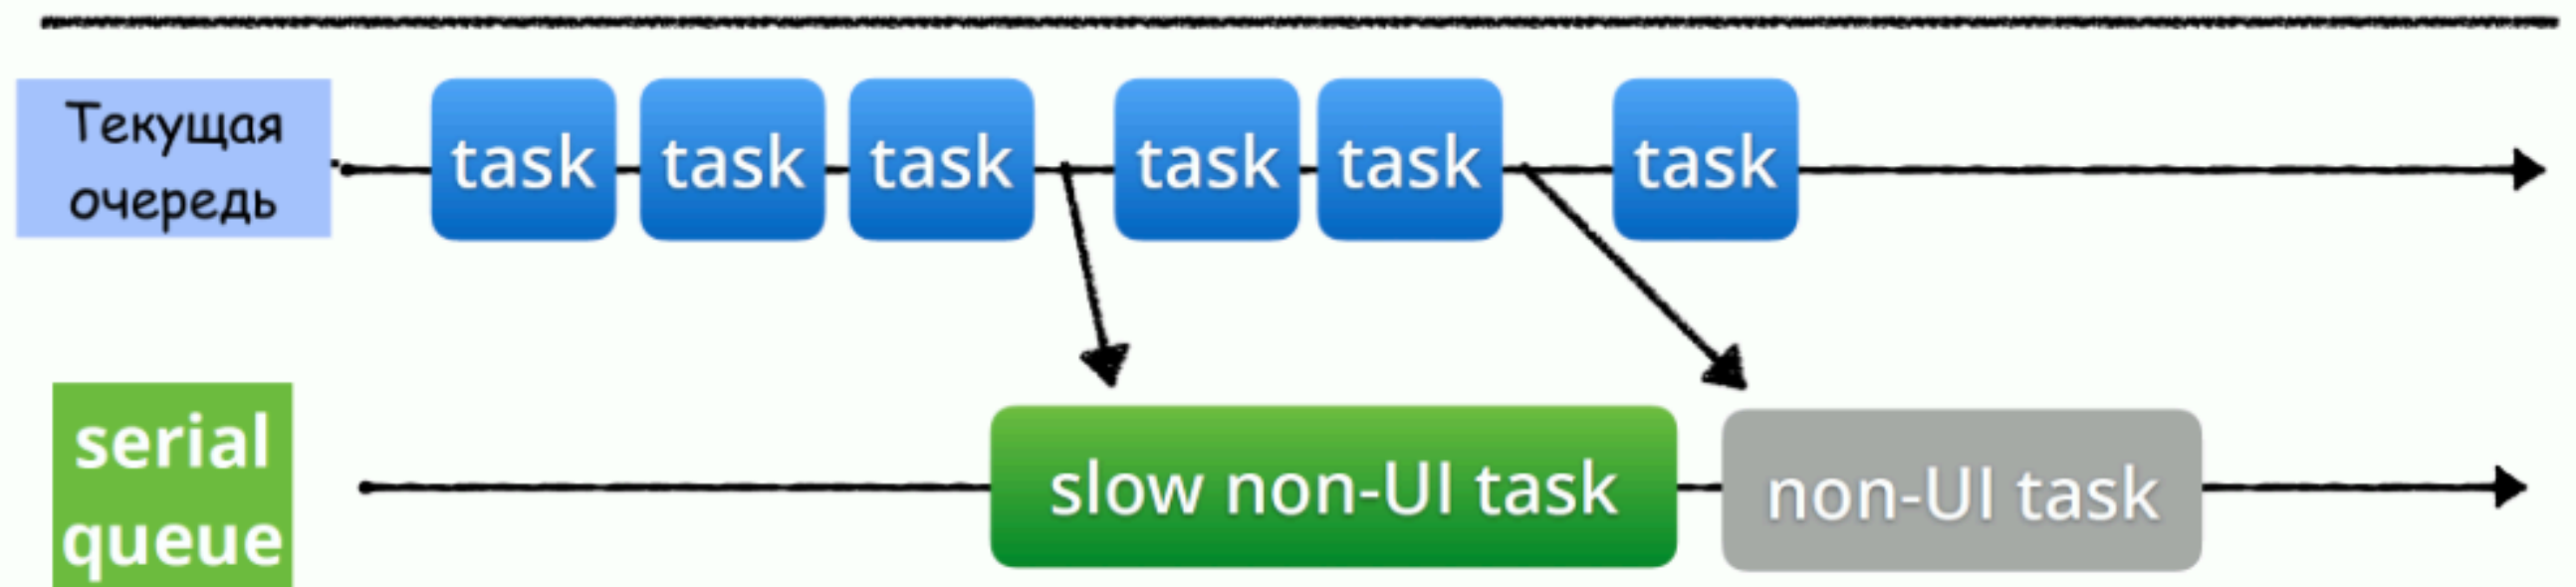 Текущая
очередь
task
task
task
task
task
task
serial
queue
slow non-UI task
non-UI task